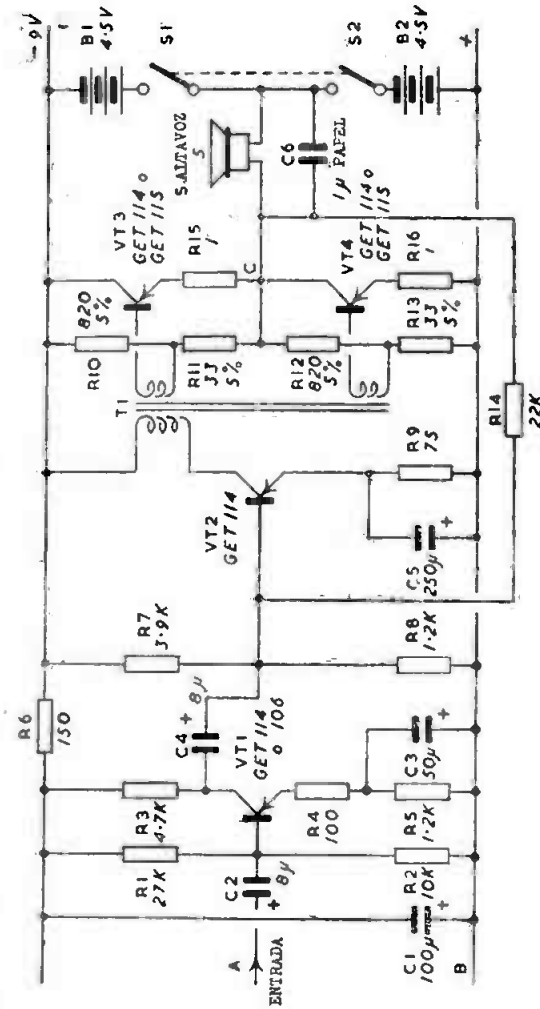 R6
150
-9V
B1
4.5V
S1
S2
B2
4.5V
+
S.ALTAVOZ
5
C6
1µ PAPEL
VT3
GET 114 o
GET 115
R15
1
C
VT4
GET 114 o
GET 115
R16
1
820
5%
R10
R11
33
5%
R12
820
5%
R13
33
5%
T1
R14
22K
VT2
GET 114
R9
75
C5
250µ
+
R7
3.9K
R8
1.2K
C4
+
8µ
VT1
GET 114
o 106
R3
4.7K
R4
100
R5
1.2K
C3
50µ
+
R1
27K
R2
10K
C2
8µ
+
C1
100µ
+
A
ENTRADA
B